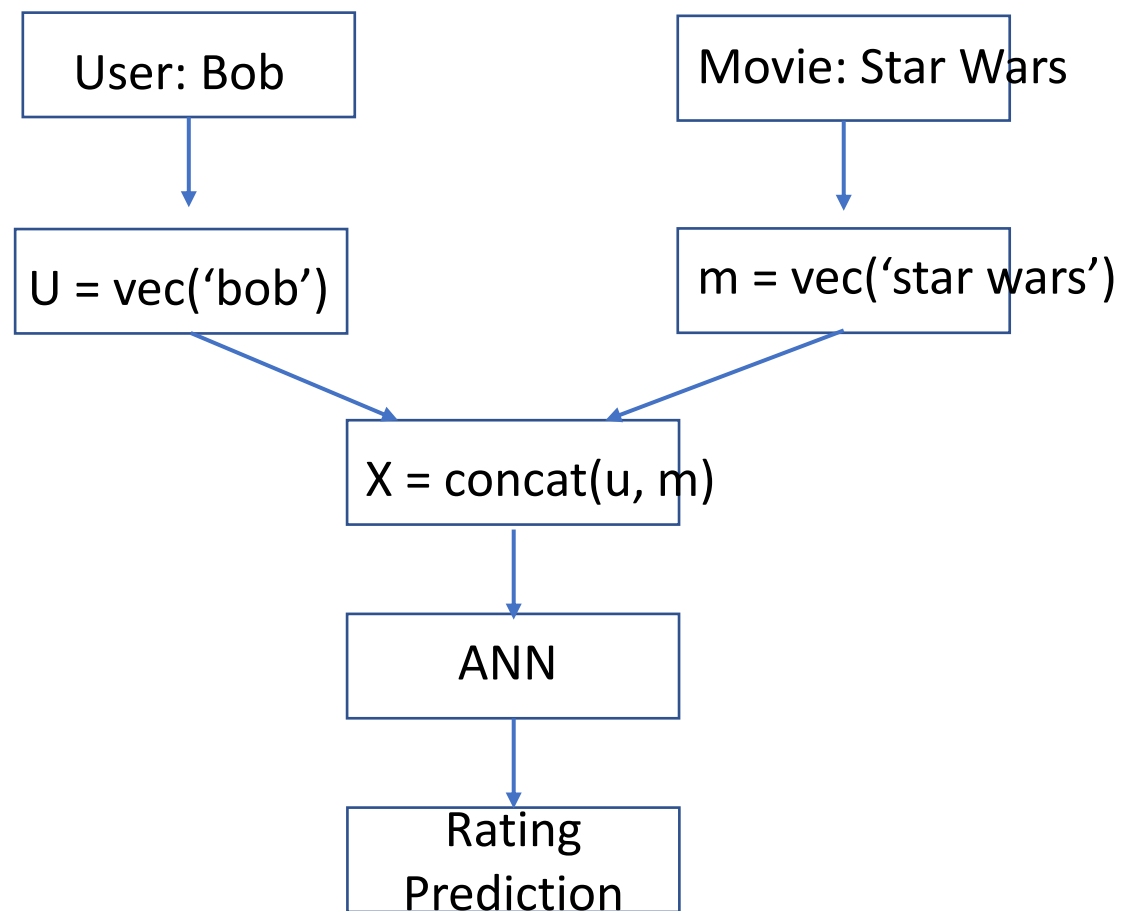 User: Bob
Movie: Star Wars
U = vec(‘bob’)
m = vec(‘star wars’)
X = concat(u, m)
ANN
Rating
Prediction